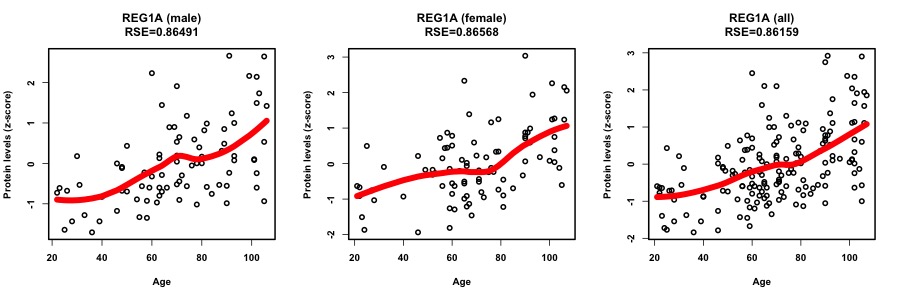 REG1A (male)
RSE=0.86491
Protein levels (z-score)
2
1
0
-1
20
40
60
80
100
Age
REG1A (female)
RSE=0.86568
Protein levels (z-score)
3
2
1
0
-1
-2
20
40
60
80
100
Age
REG1A (all)
RSE=0.86159
Protein levels (z-score)
3
2
1
0
-1
-2
20
40
60
80
100
Age